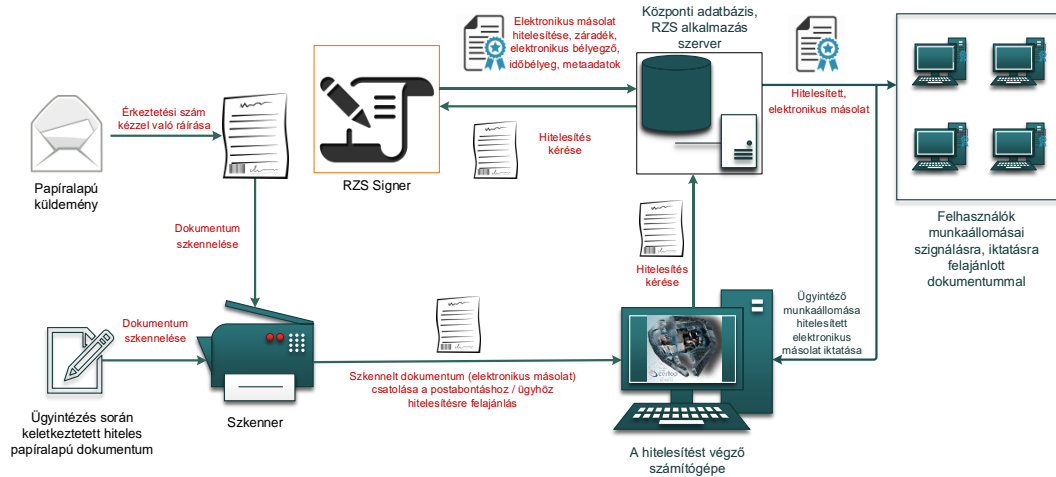 Elektronikus másolat
hitelesítése, záradék,
elektronikus bélyegző,
időbélyeg, metaadatok
Központi adatbázis,
RZS alkalmazás
szerver
Érkeztetési szám
kézzel való ráírása
Hitelesített,
elektronikus másolat
Hitelesítés
kérése
Papíralapú
küldemény
RZS Signer
Felhasználók
munkaállomásai
szignálásra, iktatásra
felajánlott
dokumentummal
Dokumentum
szkennelése
Hitelesítés
kérése
Ügyintéző
munkaállomása
hitelesített
elektronikus
másolat iktatása
Dokumentum
szkennelése
Szkennelt dokumentum (elektronikus másolat)
csatolása a postabontáshoz / ügyhöz
hitelesítésre felajánlás
Ügyintézés során
keletkeztetett hiteles
papíralapú dokumentum
Szkenner
A hitelesítést végző
számítógépe